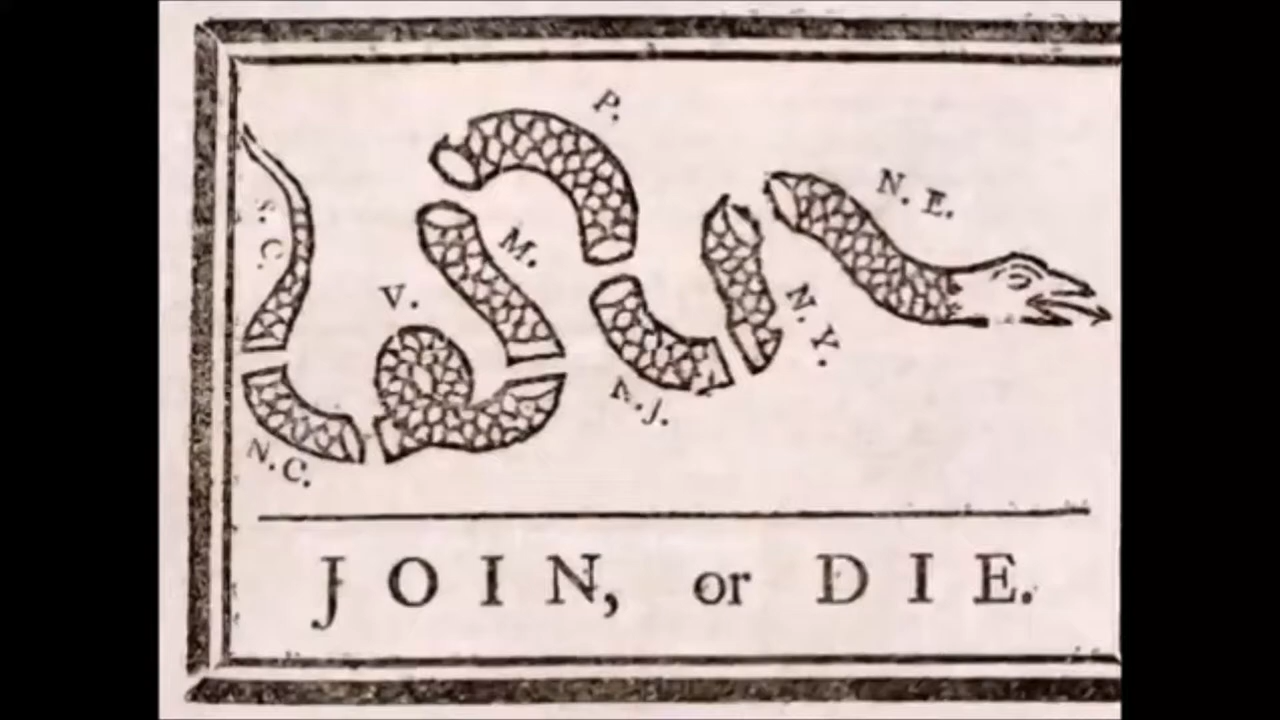 P.
N. E.
S. C.
M.
V.
N. Y.
N. J.
N. C.
JOIN, or DIE.